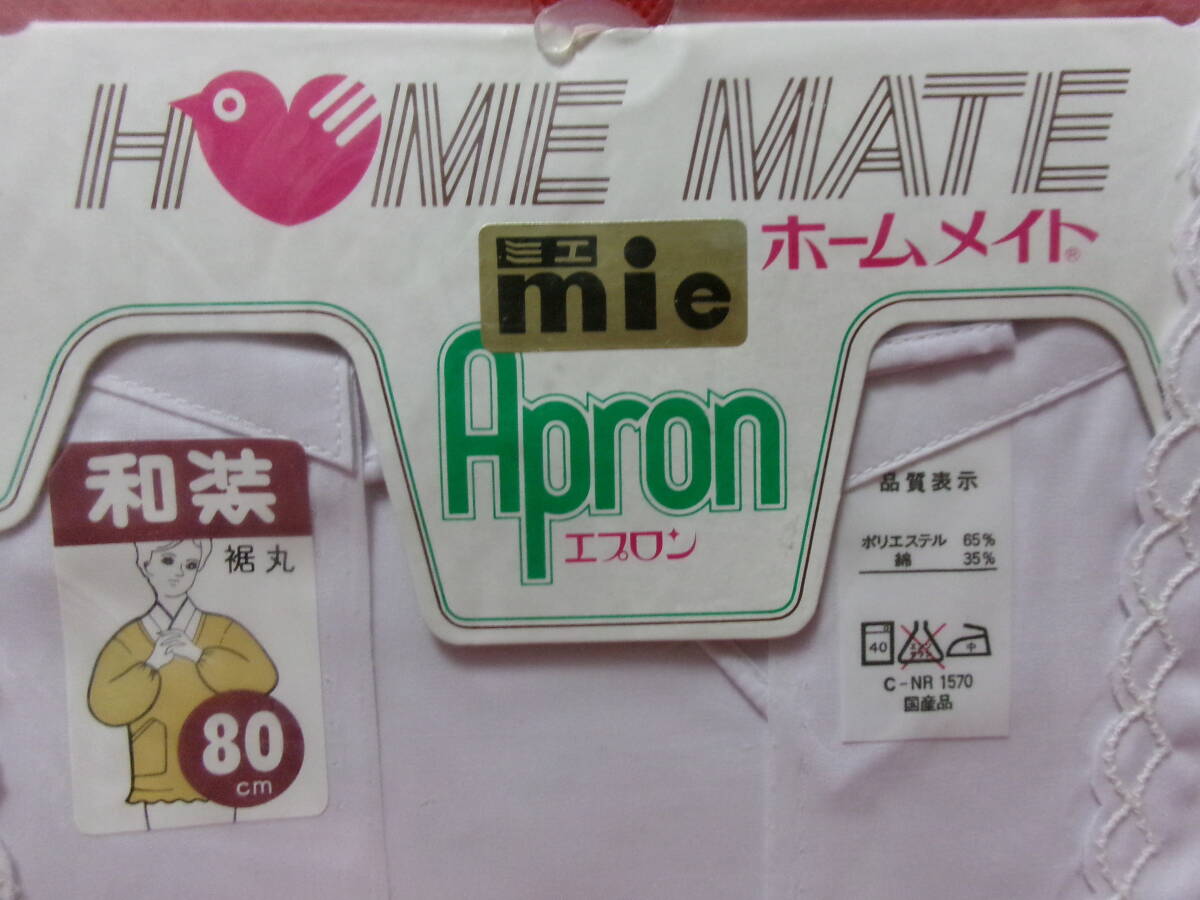 HOME MATE
ホームメイト®
ミエ
mie
Apron
エプロン
和装
裾丸
80
cm
品質表示
ポリエステル 65%
綿 35%
40
中
C-NR 1570
国産品